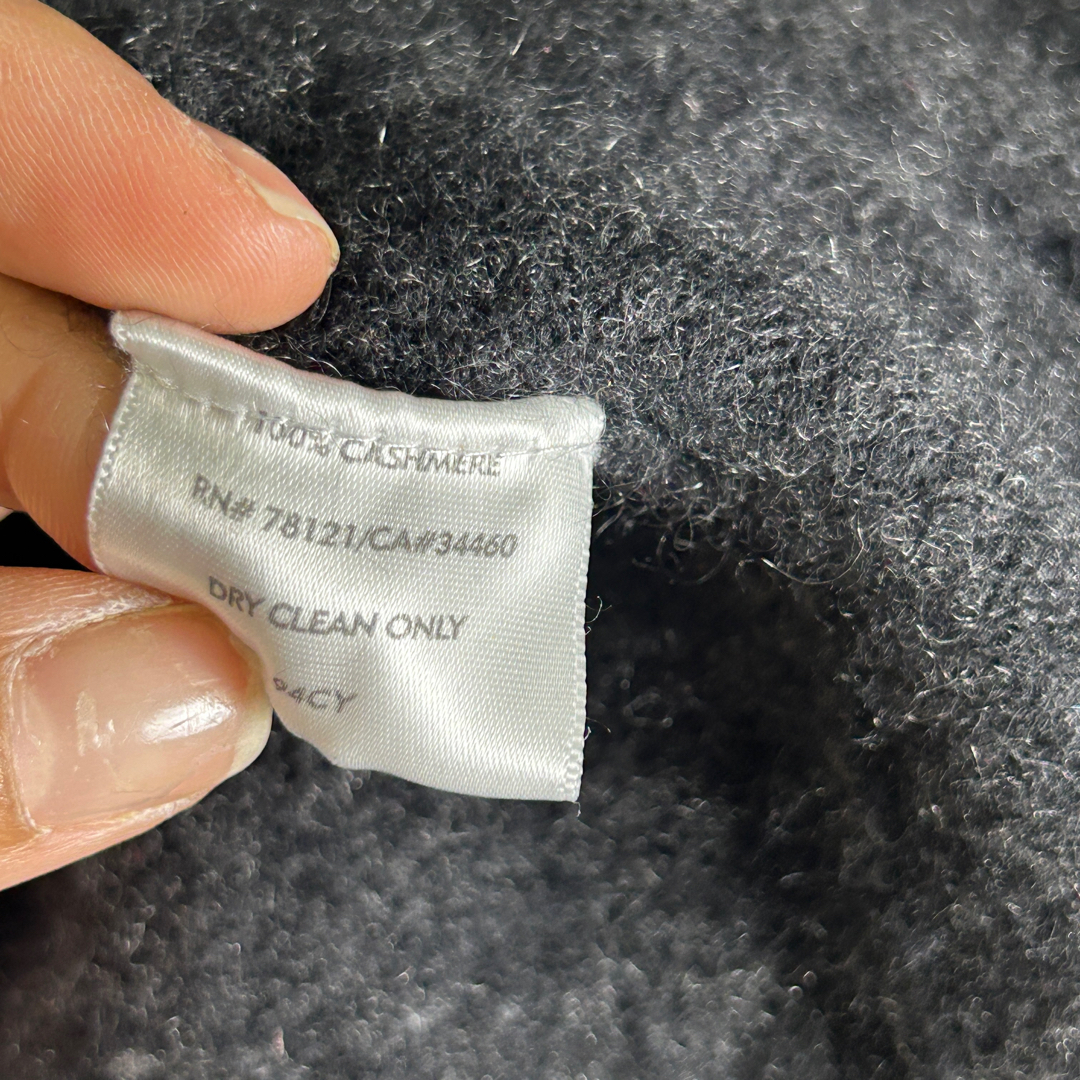 100% CASHMERE
RN# 78121/CA#34460
DRY CLEAN ONLY